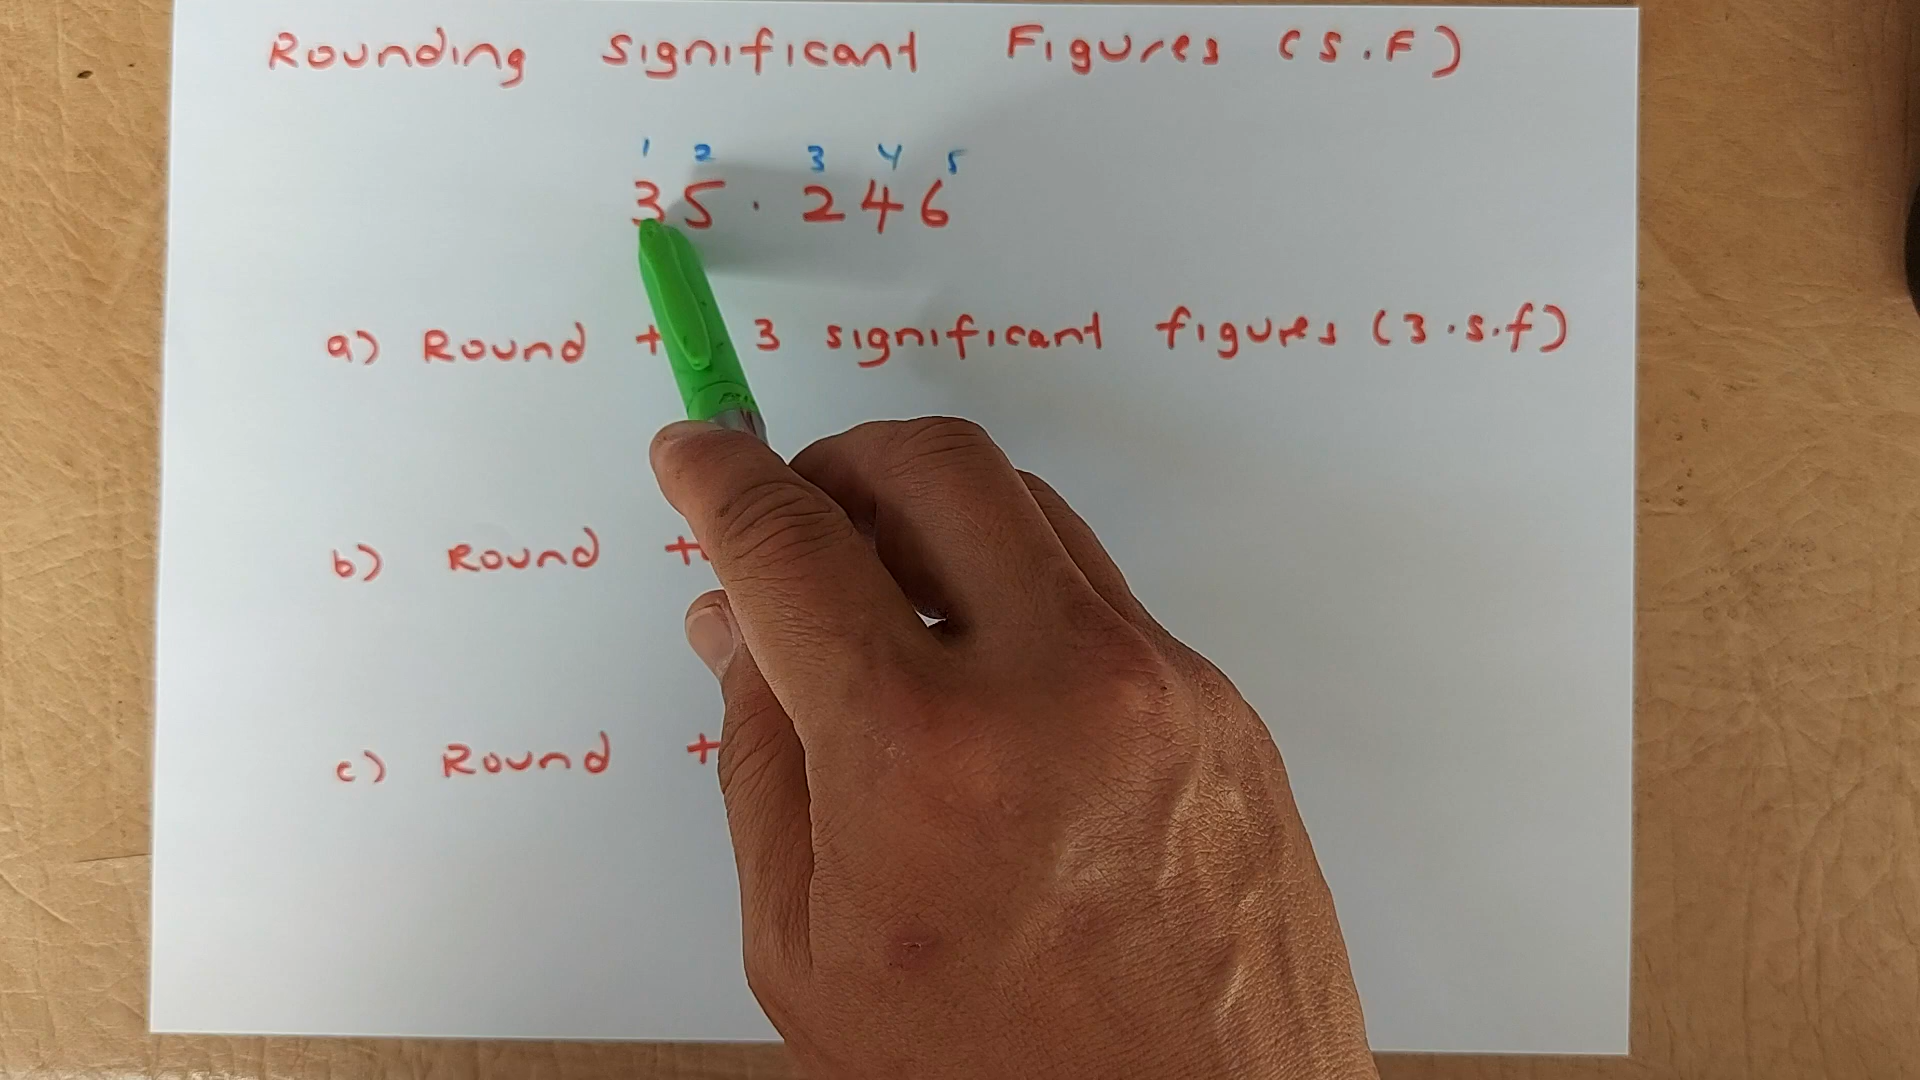 Rounding significant Figures (S.F)
1 2 3 4 5
35.246
a) Round 3 significant figures (3.s.f)
b) Round
c) Round